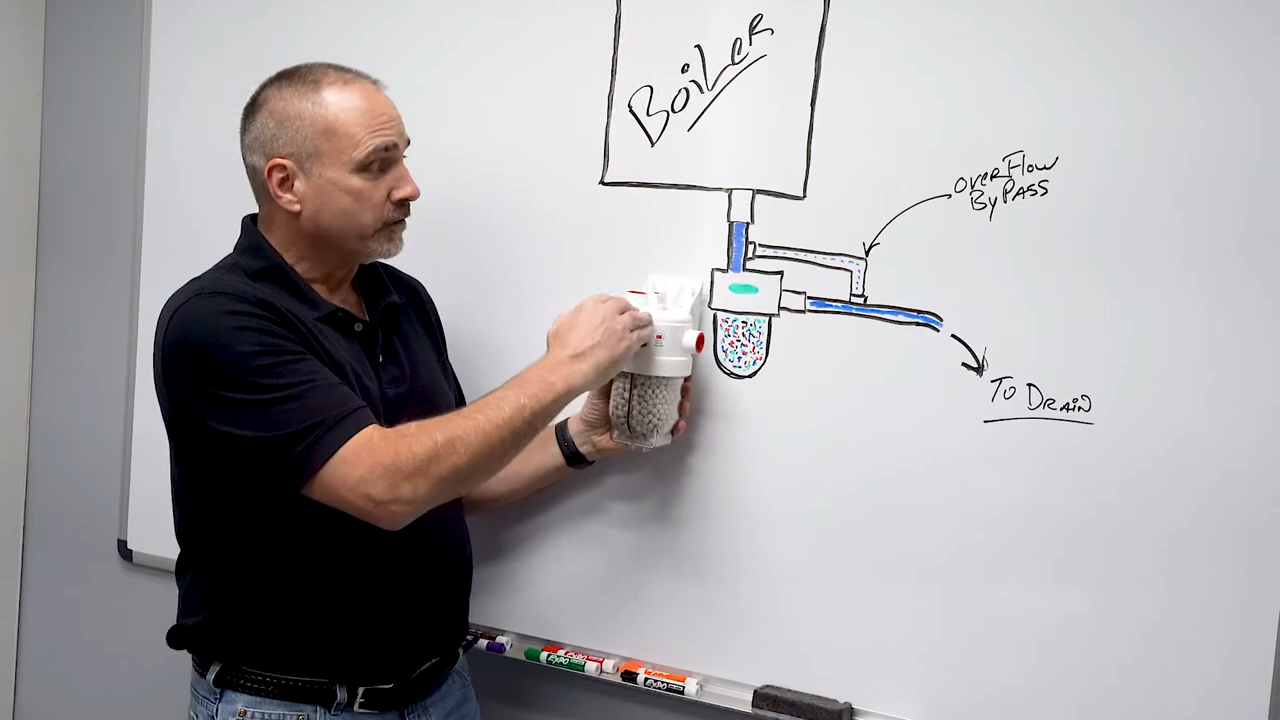 BoiLeR
OverFlow
ByPASS
To DRAiN
EXPO
EXPO
EXPO